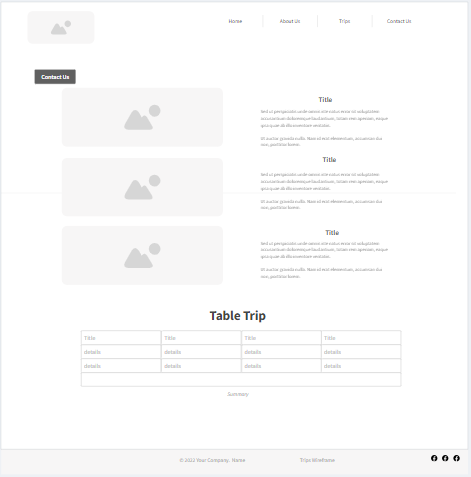 Home
About Us
Trips
Contact Us
Contact Us
Title
Sed ut perspiciatis unde omnis iste natus error sit voluptatem
accusantium doloremque laudantium, totam rem aperiam, eaque
ipsa quae ab illo inventore veritatis.
Ut auctor gravida nulla. Nam sit erat elementum, accumsan dui
non, porttitor lorem.
Title
Sed ut perspiciatis unde omnis iste natus error sit voluptatem
accusantium doloremque laudantium, totam rem aperiam, eaque
ipsa quae ab illo inventore veritatis.
Ut auctor gravida nulla. Nam sit erat elementum, accumsan dui
non, porttitor lorem.
Title
Sed ut perspiciatis unde omnis iste natus error sit voluptatem
accusantium doloremque laudantium, totam rem aperiam, eaque
ipsa quae ab illo inventore veritatis.
Ut auctor gravida nulla. Nam sit erat elementum, accumsan dui
non, porttitor lorem.
Table Trip
Title Title Title Title
details details details details
details details details details
Summary
© 2022 Your Company. Home Trips Wireframe